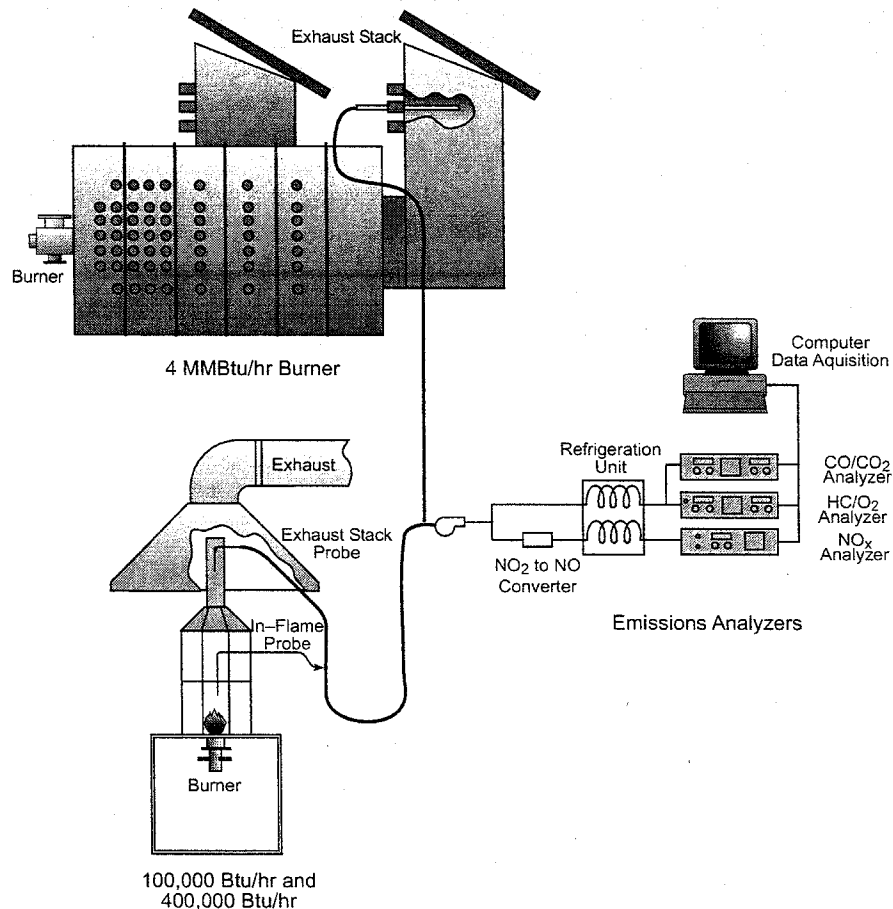 Exhaust Stack
Burner
4 MMBtu/hr Burner
Computer
Data Aquisition
Refrigeration
Unit
CO/CO2
Analyzer
HC/O2
Analyzer
NOx
Analyzer
NO2 to NO
Converter
Emissions Analyzers
Exhaust
Exhaust Stack
Probe
In–Flame
Probe
Burner
100,000 Btu/hr and
400,000 Btu/hr